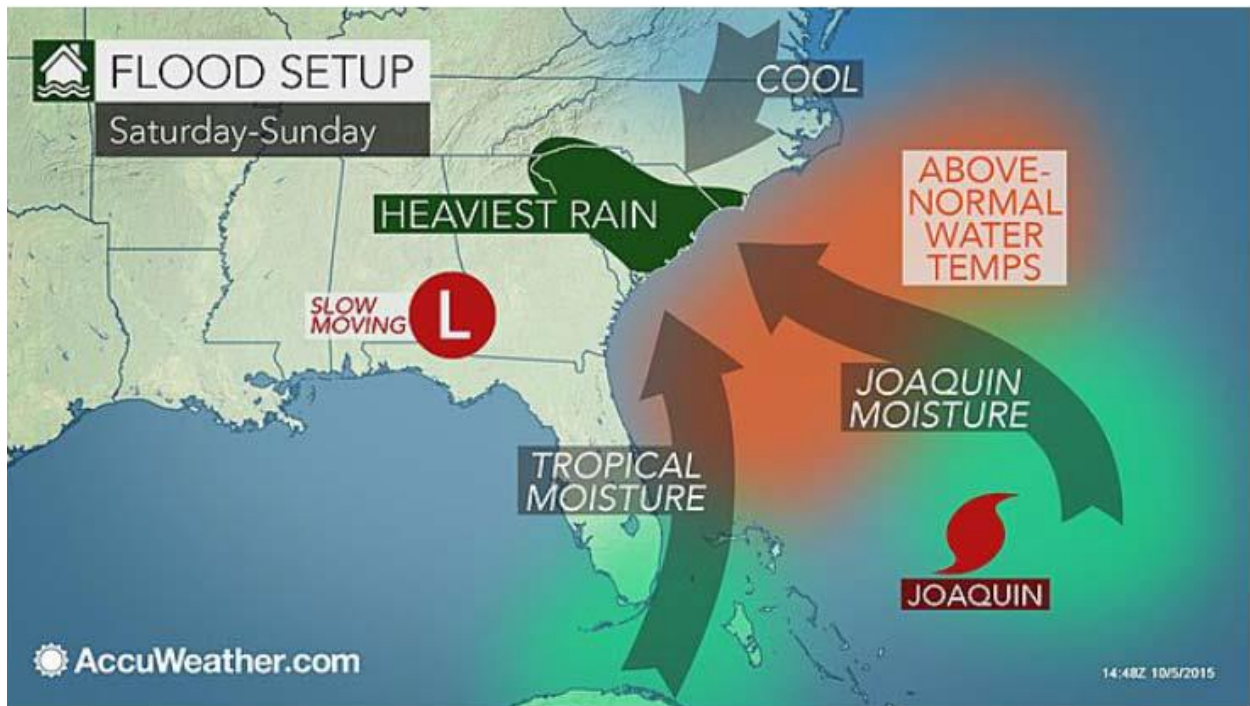 FLOOD SETUP
Saturday-Sunday
COOL
ABOVE-
NORMAL
WATER
TEMPS
HEAVIEST RAIN
SLOW
MOVING
L
JOAQUIN
MOISTURE
TROPICAL
MOISTURE
JOAQUIN
AccuWeather.com
14:48Z 10/5/2015